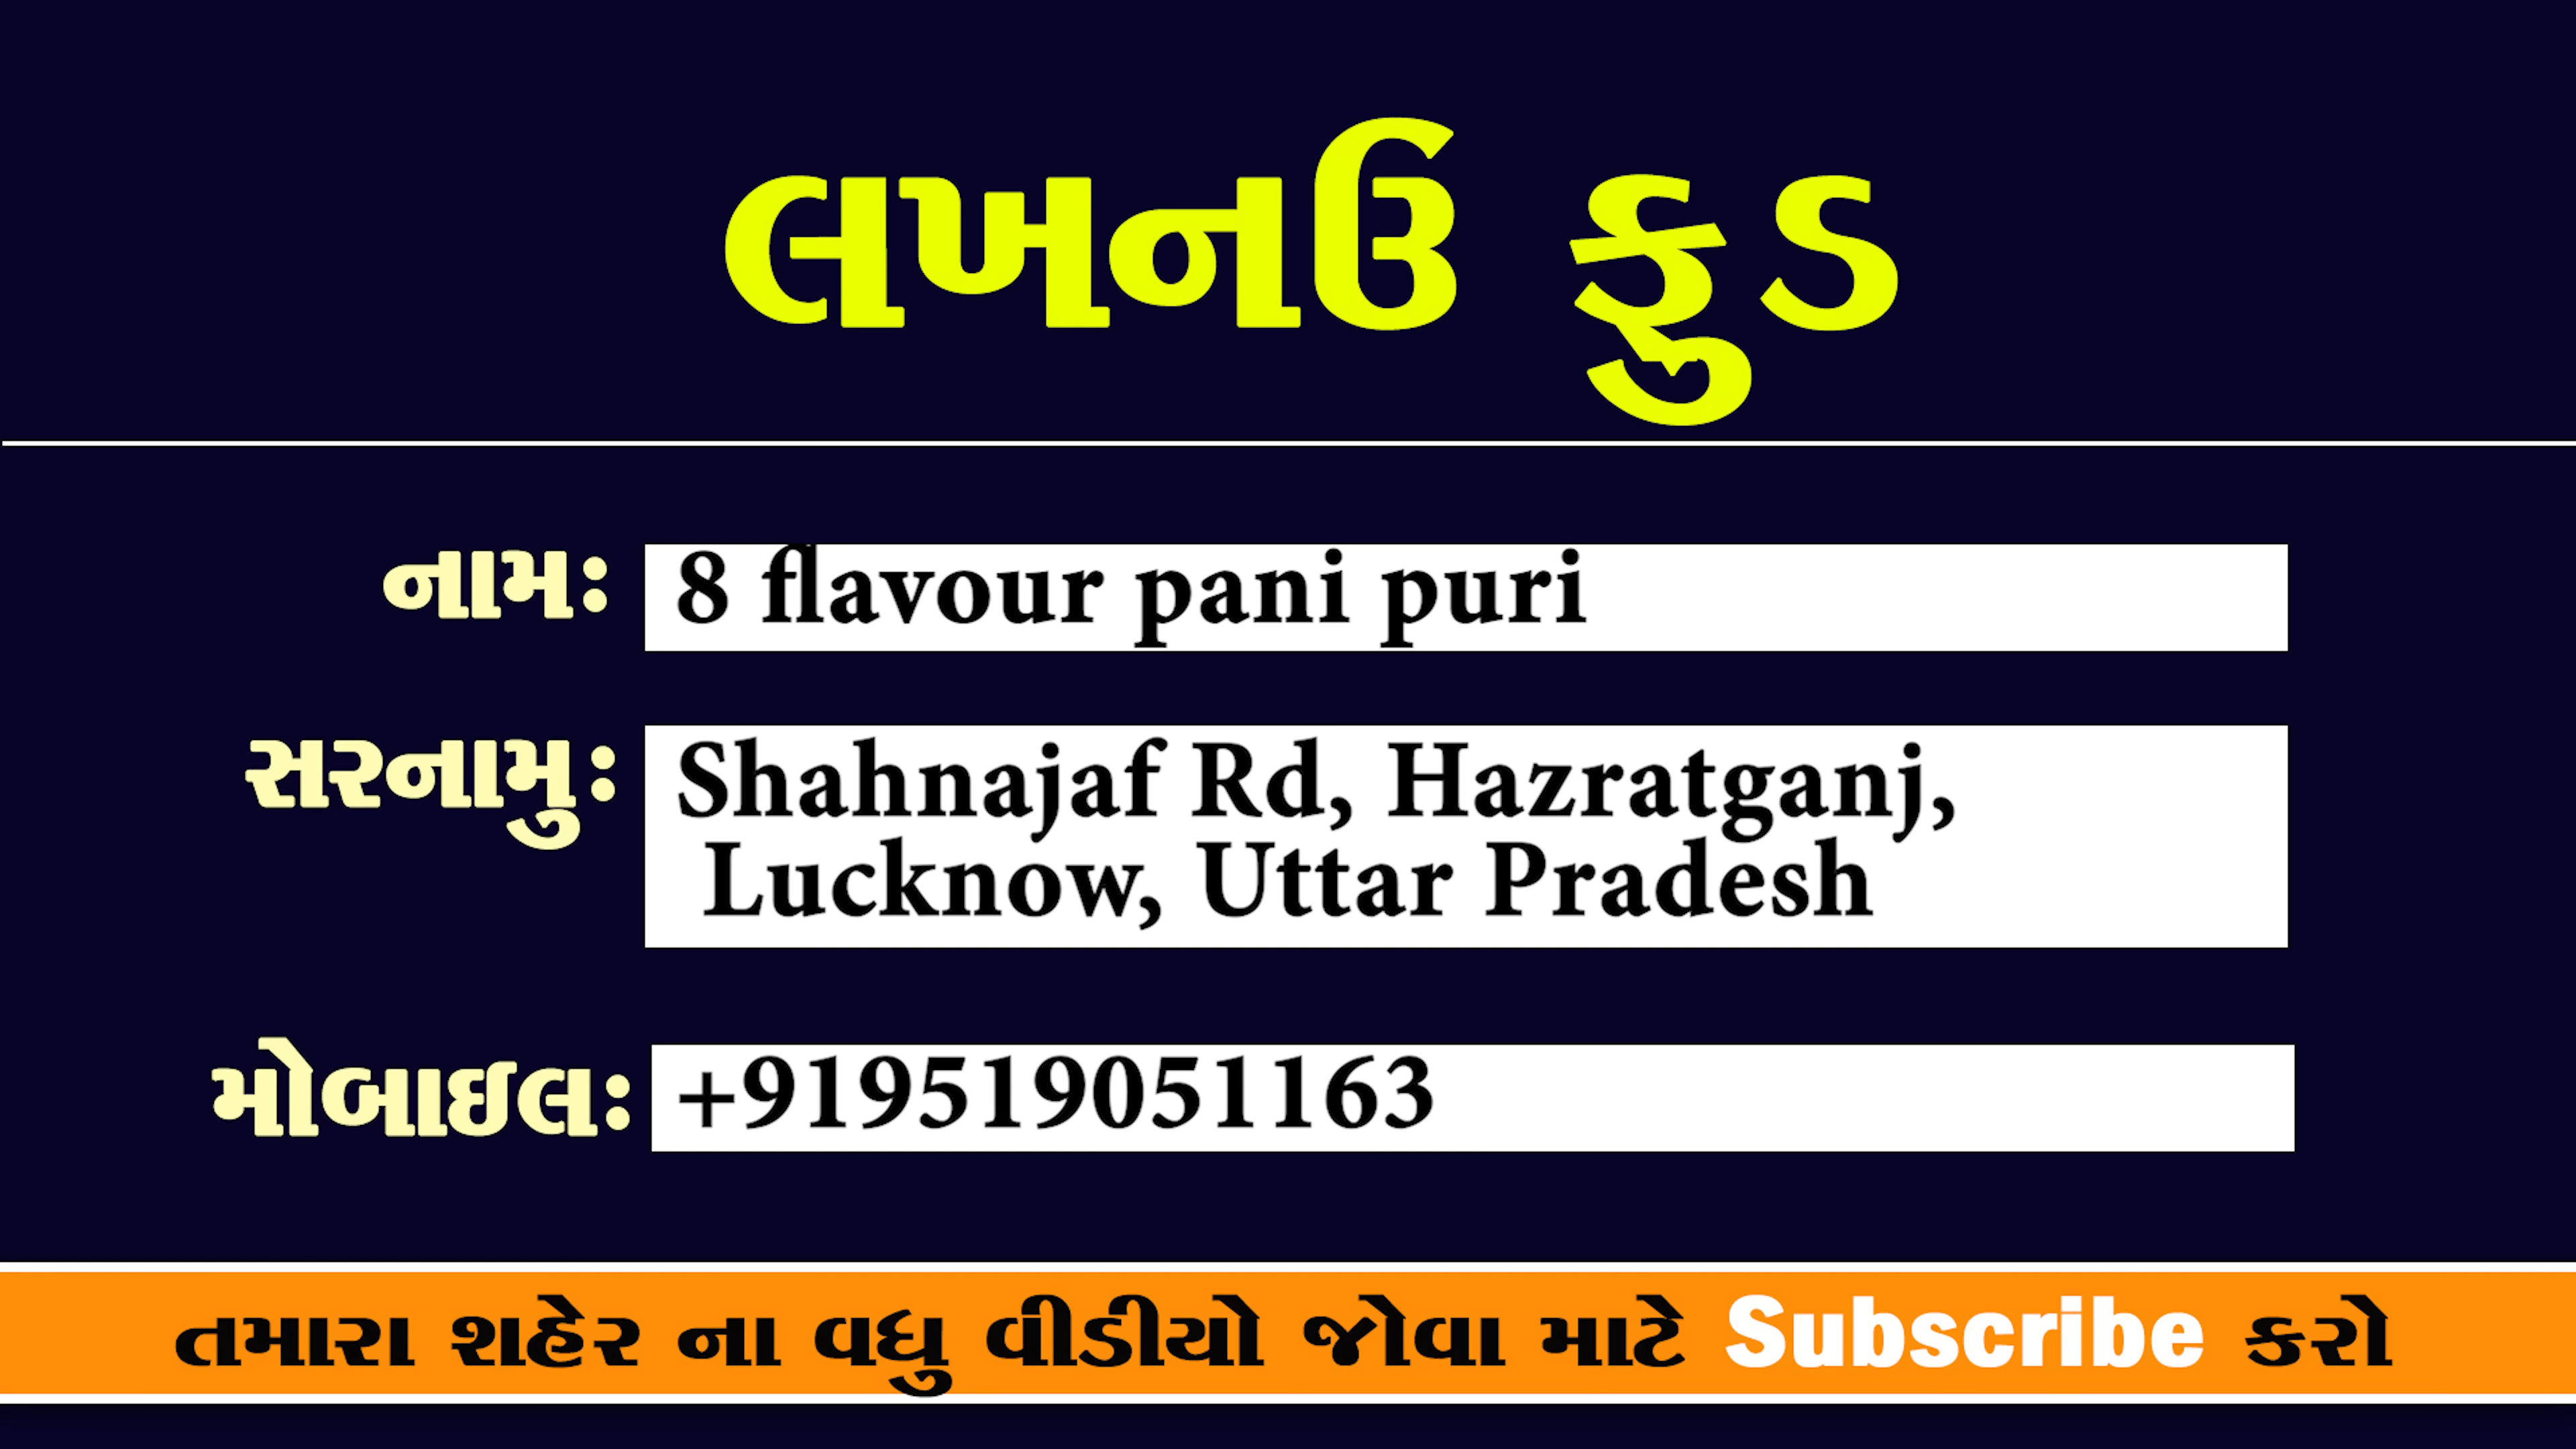 લખનઉ ફુડ
નામઃ 8 flavour pani puri
સરનામુઃ Shahnajaf Rd, Hazratganj,
Lucknow, Uttar Pradesh
મોબાઇલઃ +919519051163
તમારા શહેર ના વધુ વીડીયો જોવા માટે Subscribe કરો